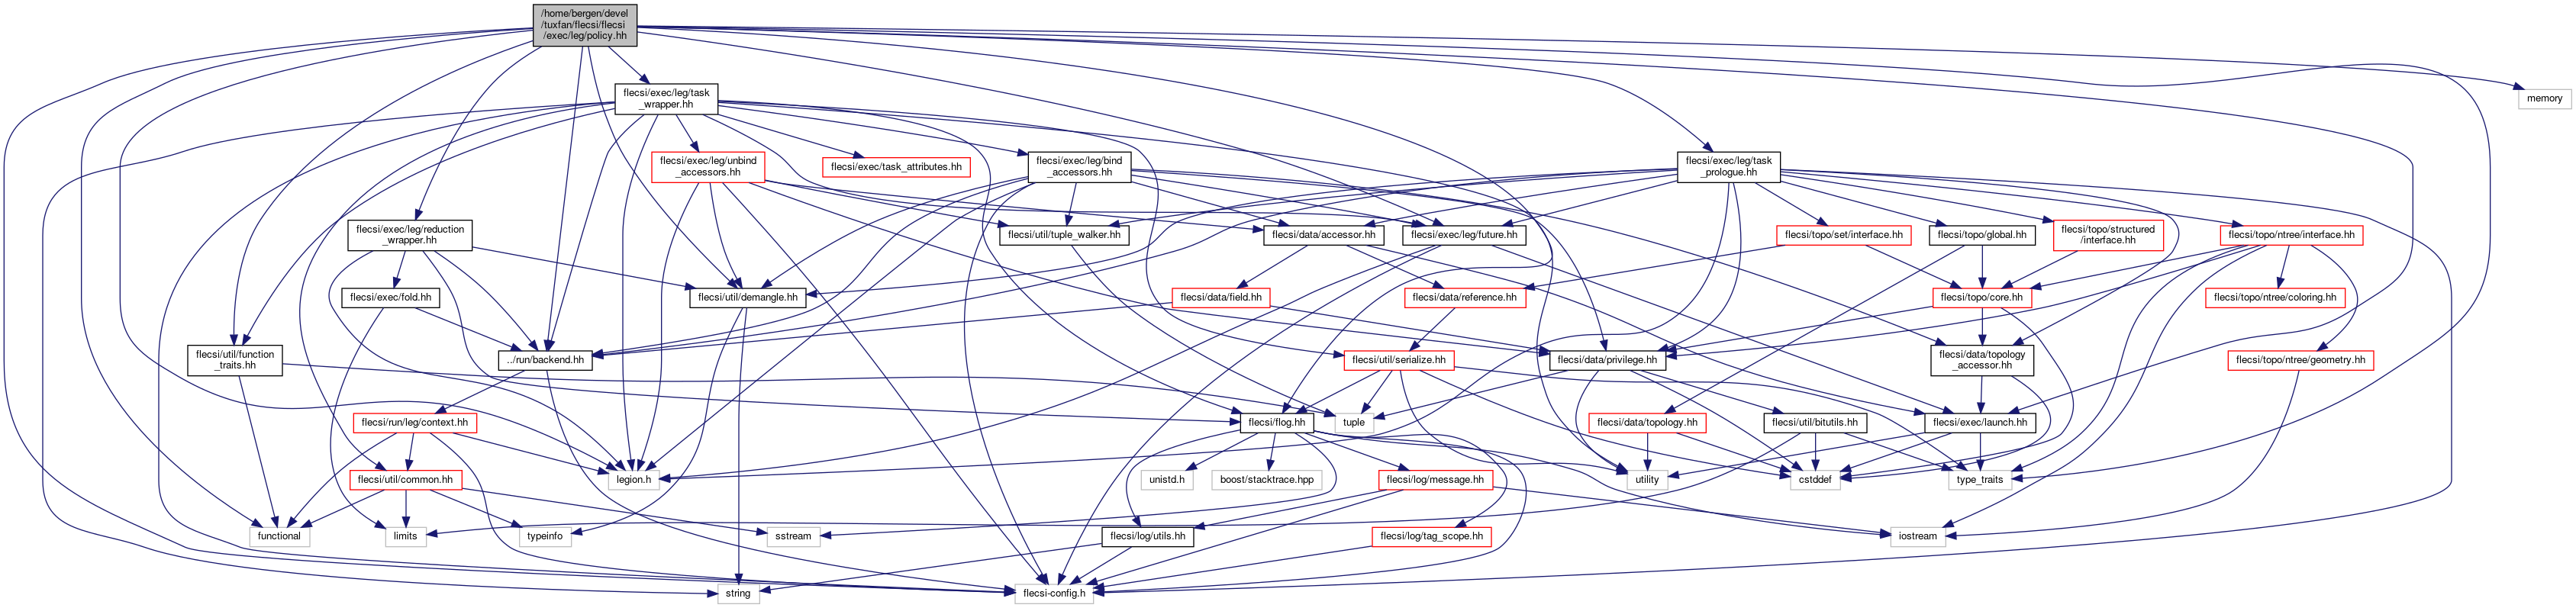 /home/bergen/devel
/tuxfan/flecsi/flecsi
/exec/leg/policy.hh
memory
flecsi/exec/leg/task
_wrapper.hh
flecsi/exec/leg/unbind
_accessors.hh
flecsi/exec/task_attributes.hh
flecsi/exec/leg/bind
_accessors.hh
flecsi/exec/leg/task
_prologue.hh
flecsi/exec/leg/reduction
_wrapper.hh
flecsi/util/tuple_walker.hh
flecsi/data/accessor.hh
flecsi/exec/leg/future.hh
flecsi/topo/set/interface.hh
flecsi/topo/global.hh
flecsi/topo/structured
/interface.hh
flecsi/topo/ntree/interface.hh
flecsi/exec/fold.hh
flecsi/util/demangle.hh
flecsi/data/field.hh
flecsi/data/reference.hh
flecsi/topo/core.hh
flecsi/topo/ntree/coloring.hh
flecsi/util/function
_traits.hh
../run/backend.hh
flecsi/util/serialize.hh
flecsi/data/privilege.hh
flecsi/data/topology
_accessor.hh
flecsi/topo/ntree/geometry.hh
flecsi/run/leg/context.hh
flecsi/flog.hh
tuple
flecsi/data/topology.hh
flecsi/util/bitutils.hh
flecsi/exec/launch.hh
flecsi/util/common.hh
legion.h
unistd.h
boost/stacktrace.hpp
flecsi/log/message.hh
utility
cstddef
type_traits
functional
limits
typeinfo
sstream
flecsi/log/utils.hh
flecsi/log/tag_scope.hh
iostream
string
flecsi-config.h